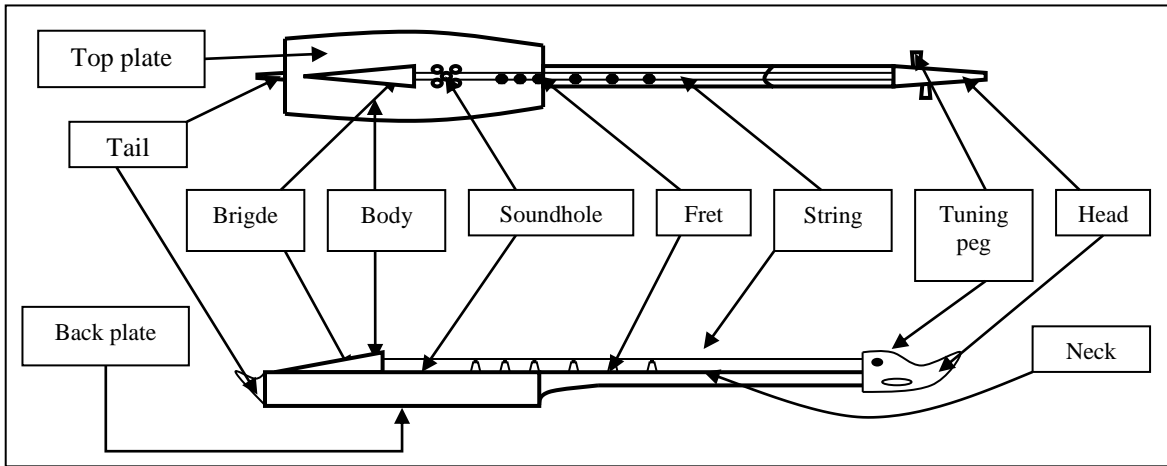 Top plate
Tail
Brigde
Body
Soundhole
Fret
String
Tuning
peg
Head
Back plate
Neck